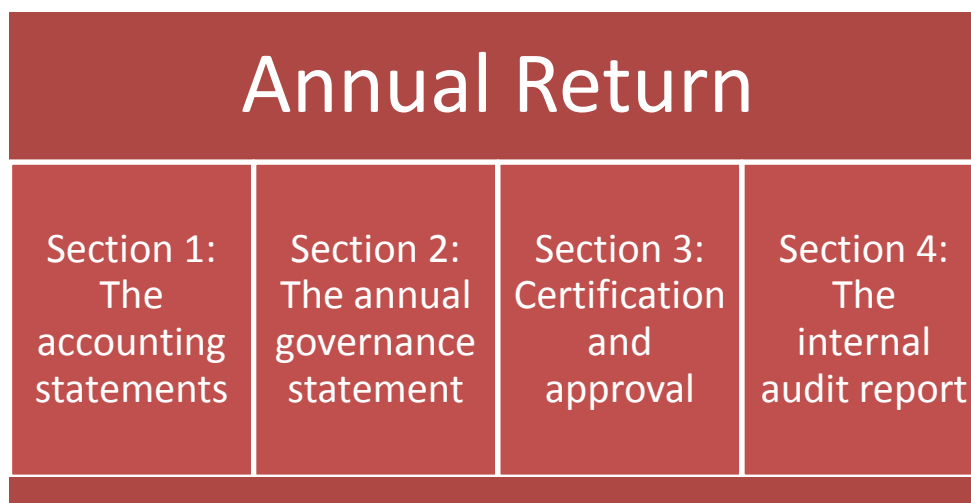 Annual Return
Section 1:
The
accounting
statements
Section 2:
The annual
governance
statement
Section 3:
Certification
and
approval
Section 4:
The
internal
audit report